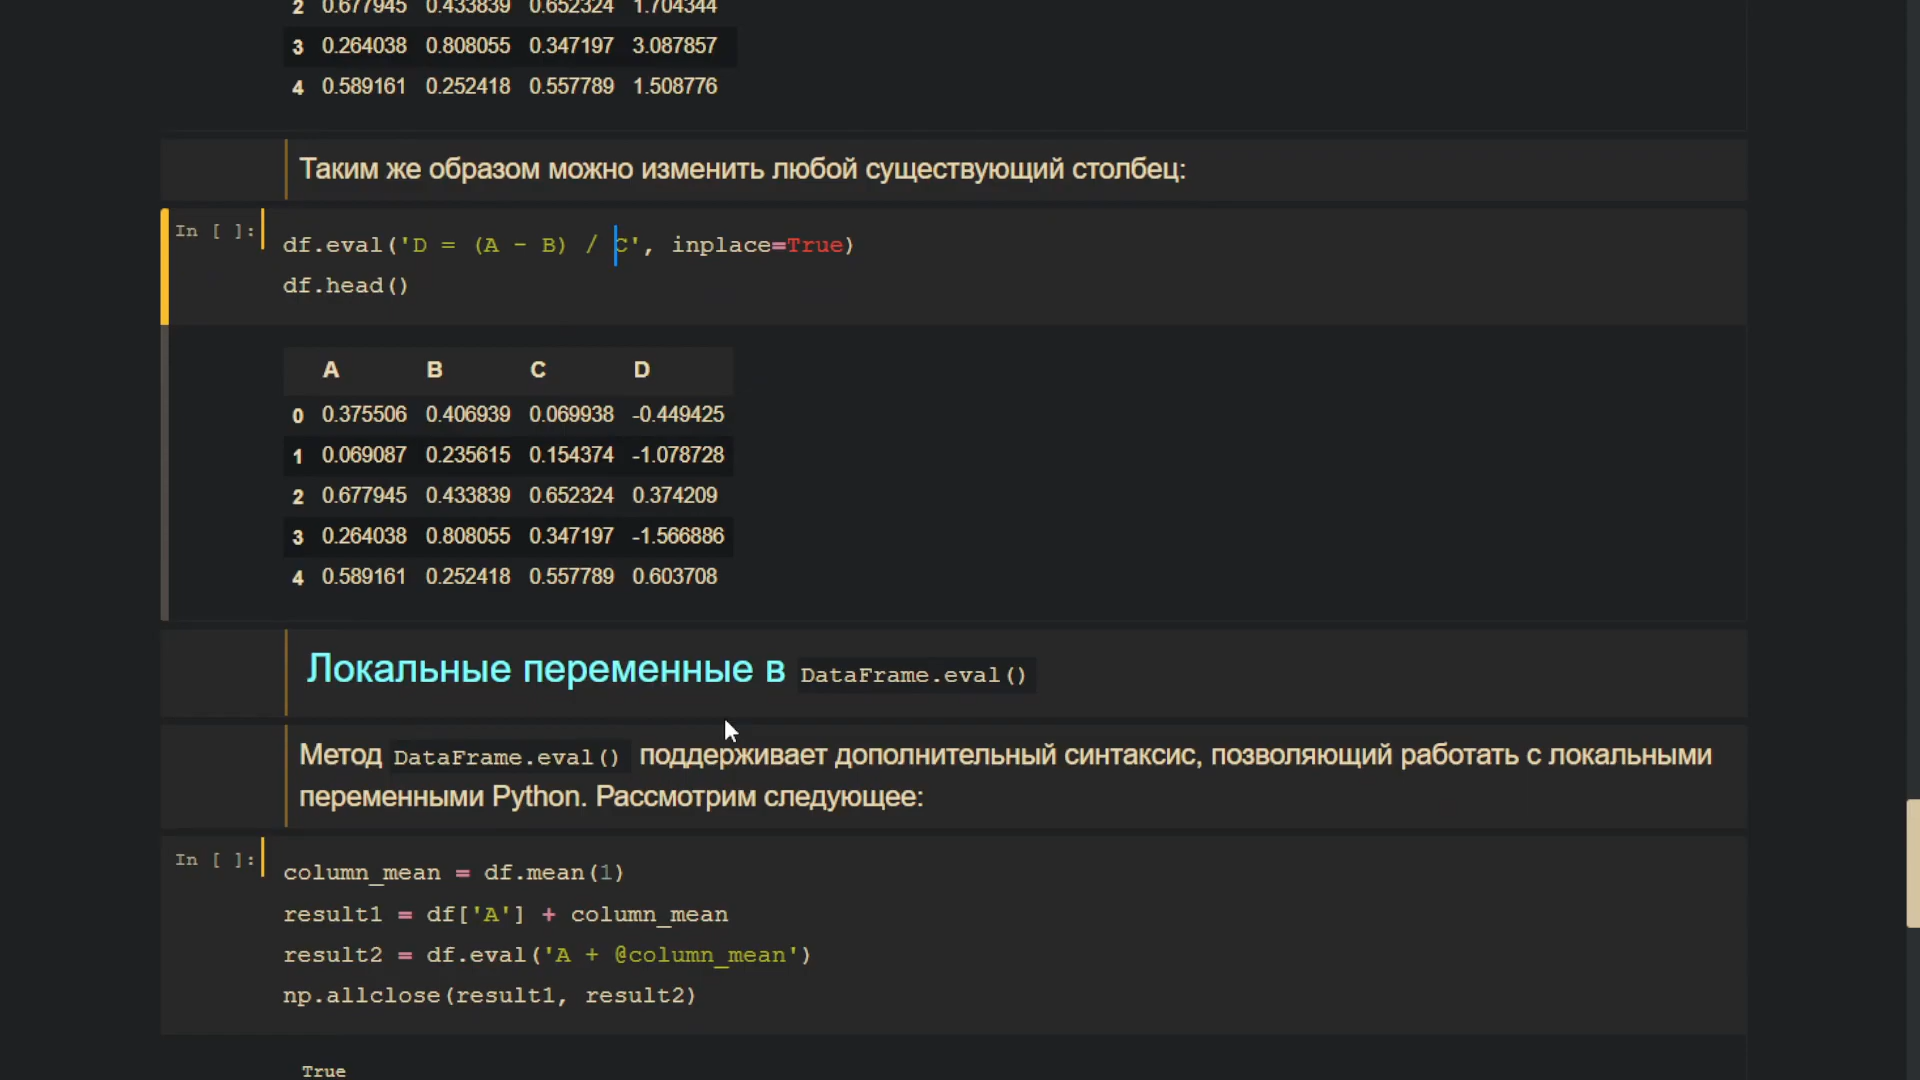 2 0.677945 0.433839 0.652324 1.704344
3 0.264038 0.808055 0.347197 3.087857
4 0.589161 0.252418 0.557789 1.508776
Таким же образом можно изменить любой существующий столбец:
In [ ]:
df.eval('D = (A - B) / C', inplace=True)
df.head()
A B C D
0 0.375506 0.406939 0.069938 -0.449425
1 0.069087 0.235615 0.154374 -1.078728
2 0.677945 0.433839 0.652324 0.374209
3 0.264038 0.808055 0.347197 -1.566886
4 0.589161 0.252418 0.557789 0.603708
Локальные переменные в DataFrame.eval()
Метод DataFrame.eval() поддерживает дополнительный синтаксис, позволяющий работать с локальными
переменными Python. Рассмотрим следующее:
In [ ]:
column_mean = df.mean(1)
result1 = df['A'] + column_mean
result2 = df.eval('A + @column_mean')
np.allclose(result1, result2)
True